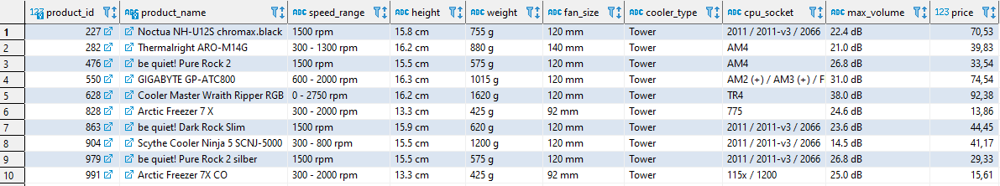 123 product_id ABC product_name ABC speed_range ABC height ABC weight ABC fan_size ABC cooler_type ABC cpu_socket ABC max_volume 123 price
1 227 Noctua NH-U12S chromax.black 1500 rpm 15.8 cm 755 g 120 mm Tower 2011 / 2011-v3 / 2066 22.4 dB 70,53
2 282 Thermalright ARO-M14G 300 - 1300 rpm 16.2 cm 880 g 140 mm Tower AM4 21.0 dB 39,83
3 476 be quiet! Pure Rock 2 1500 rpm 15.5 cm 575 g 120 mm Tower AM4 26.8 dB 33,54
4 550 GIGABYTE GP-ATC800 600 - 2000 rpm 16.3 cm 1015 g 120 mm Tower AM2 (+) / AM3 (+) / F 31.0 dB 74,54
5 628 Cooler Master Wraith Ripper RGB 0 - 2750 rpm 16.2 cm 1620 g 120 mm Tower TR4 38.0 dB 92,38
6 828 Arctic Freezer 7 X 300 - 2000 rpm 13.3 cm 425 g 92 mm Tower 775 24.6 dB 13,86
7 863 be quiet! Dark Rock Slim 1500 rpm 15.9 cm 620 g 120 mm Tower 2011 / 2011-v3 / 2066 23.6 dB 44,45
8 904 Scythe Cooler Ninja 5 SCNJ-5000 300 - 800 rpm 15.5 cm 1200 g 120 mm Tower 2011 / 2011-v3 / 2066 14.5 dB 41,17
9 979 be quiet! Pure Rock 2 silber 1500 rpm 15.5 cm 575 g 120 mm Tower 2011 / 2011-v3 / 2066 26.8 dB 29,33
10 991 Arctic Freezer 7X CO 300 - 2000 rpm 13.3 cm 425 g 92 mm Tower 115x / 1200 25.0 dB 15,61